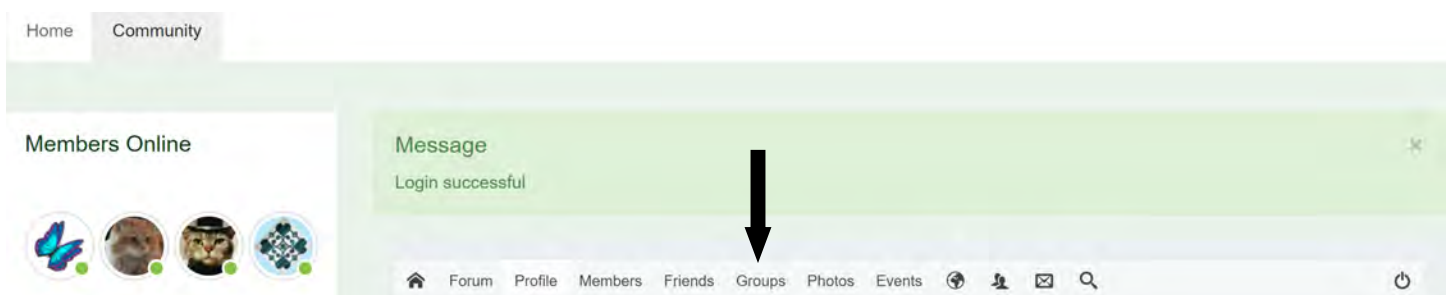 Home Community
Members Online
Message
Login successful
Forum Profile Members Friends Groups Photos Events